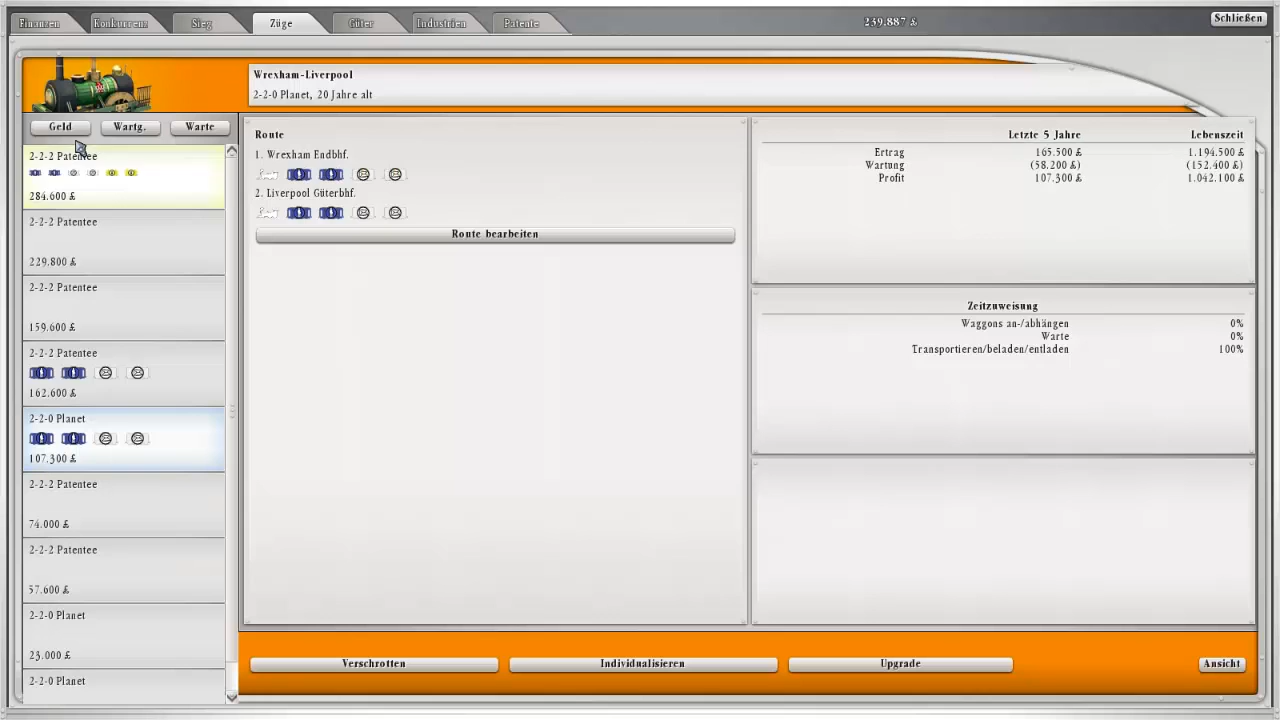 Finanzen Konkurrenz Sieg Züge Güter Industrien Patente 239.887 £ Schließen
Wrexham-Liverpool
2-2-0 Planet, 20 Jahre alt
Geld Wartg. Warte
2-2-2 Patentee
284.600 £
2-2-2 Patentee
229.800 £
2-2-2 Patentee
159.600 £
2-2-2 Patentee
162.600 £
2-2-0 Planet
107.300 £
2-2-2 Patentee
74.000 £
2-2-2 Patentee
57.600 £
2-2-0 Planet
23.000 £
2-2-0 Planet
Route
1. Wrexham Endbhf.
2. Liverpool Güterbhf.
Route bearbeiten
Letzte 5 Jahre Lebenszeit
Ertrag 165.500 £ 1.194.500 £
Wartung (58.200 £) (152.400 £)
Profit 107.300 £ 1.042.100 £
Zeitzuweisung
Waggons an-/abhängen 0%
Warte 0%
Transportieren/beladen/entladen 100%
Verschrotten Individualisieren Upgrade Ansicht